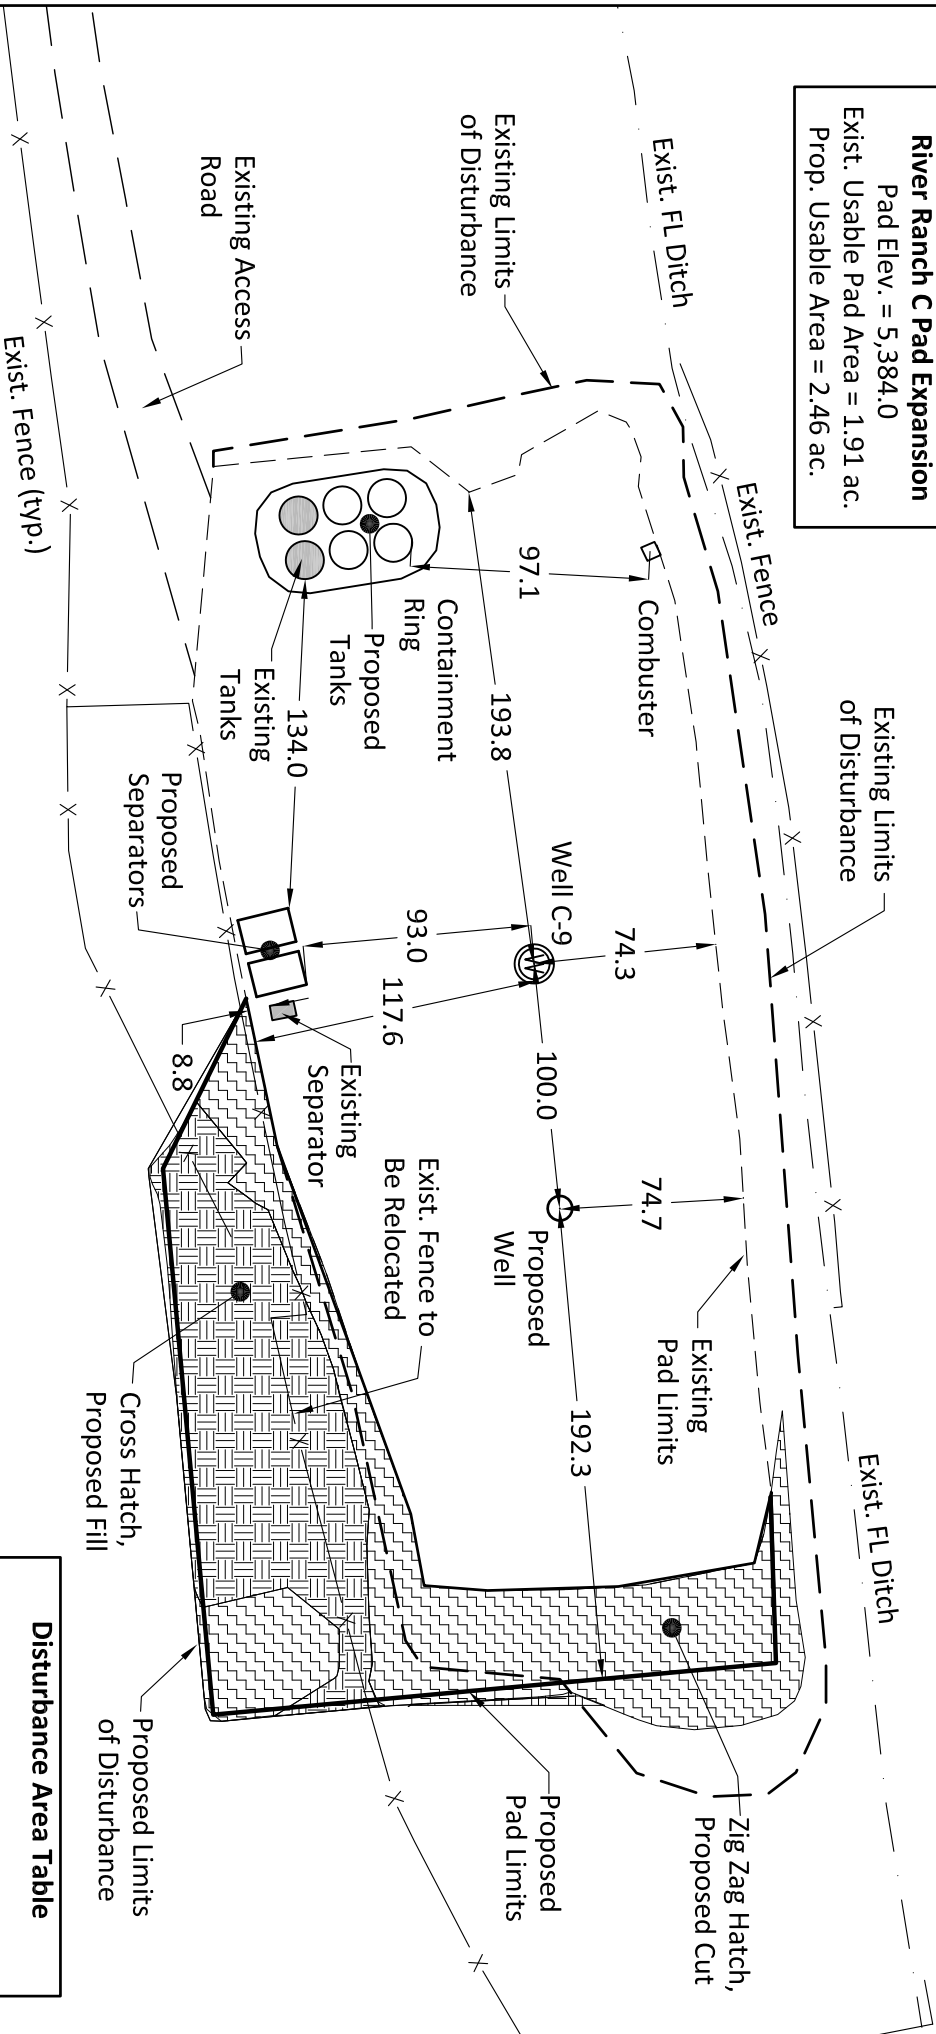 River Ranch C Pad Expansion
Pad Elev. = 5,384.0
Exist. Usable Pad Area = 1.91 ac.
Prop. Usable Area = 2.46 ac.
Exist. FL Ditch
Existing Limits
of Disturbance
Existing Access
Road
Exist. Fence (typ.)
Exist. Fence
Existing Limits
of Disturbance
Combuster
97.1
Containment
Ring
Proposed
Tanks
Existing
Tanks
193.8
134.0
Proposed
Separators
Well C-9
W
74.3
93.0
117.6
100.0
8.8
Existing
Separator
Exist. Fence to
Be Relocated
Proposed
Well
74.7
Existing
Pad Limits
192.3
Cross Hatch,
Proposed Fill
Exist. FL Ditch
Zig Zag Hatch,
Proposed Cut
Proposed
Pad Limits
Proposed Limits
of Disturbance
Disturbance Area Table